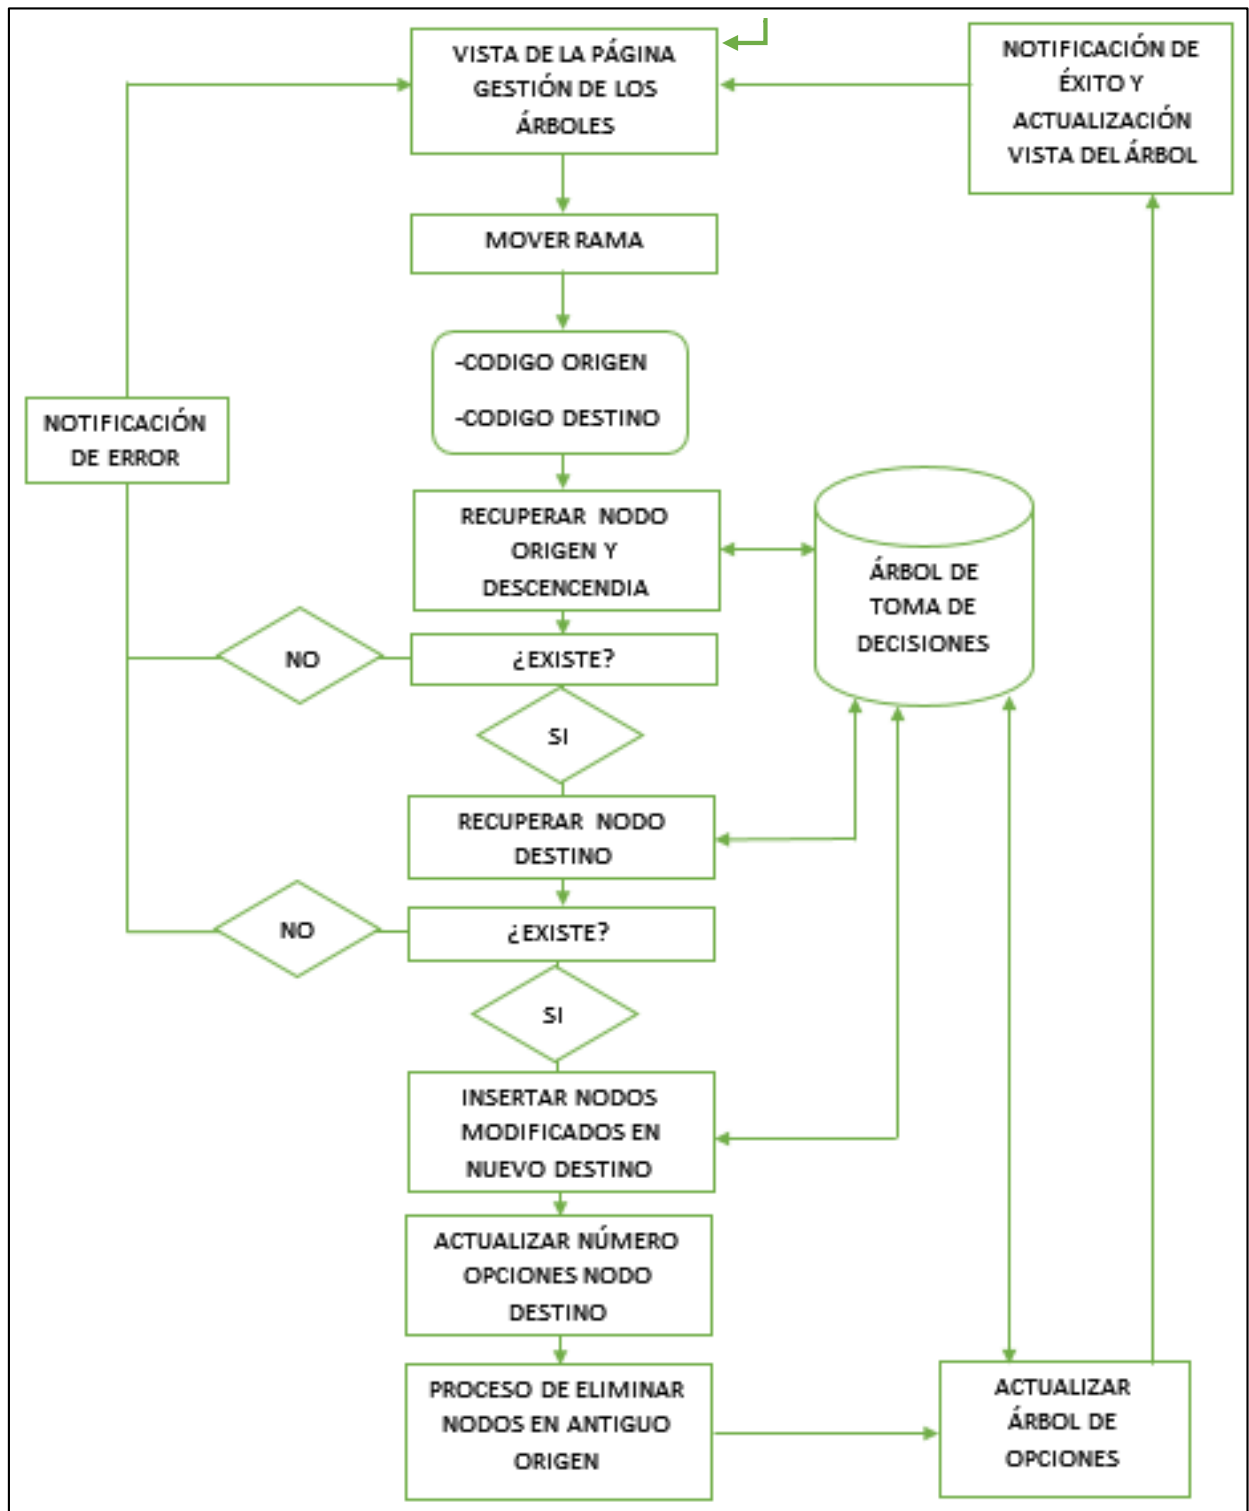 VISTA DE LA PÁGINA
GESTIÓN DE LOS
ÁRBOLES
NOTIFICACIÓN DE
ÉXITO Y
ACTUALIZACIÓN
VISTA DEL ÁRBOL
MOVER RAMA
-CODIGO ORIGEN
-CODIGO DESTINO
NOTIFICACIÓN
DE ERROR
RECUPERAR NODO
ORIGEN Y
DESCENCENDIA
ÁRBOL DE
TOMA DE
DECISIONES
NO
¿EXISTE?
SI
RECUPERAR NODO
DESTINO
NO
¿EXISTE?
SI
INSERTAR NODOS
MODIFICADOS EN
NUEVO DESTINO
ACTUALIZAR NÚMERO
OPCIONES NODO
DESTINO
PROCESO DE ELIMINAR
NODOS EN ANTIGUO
ORIGEN
ACTUALIZAR
ÁRBOL DE
OPCIONES